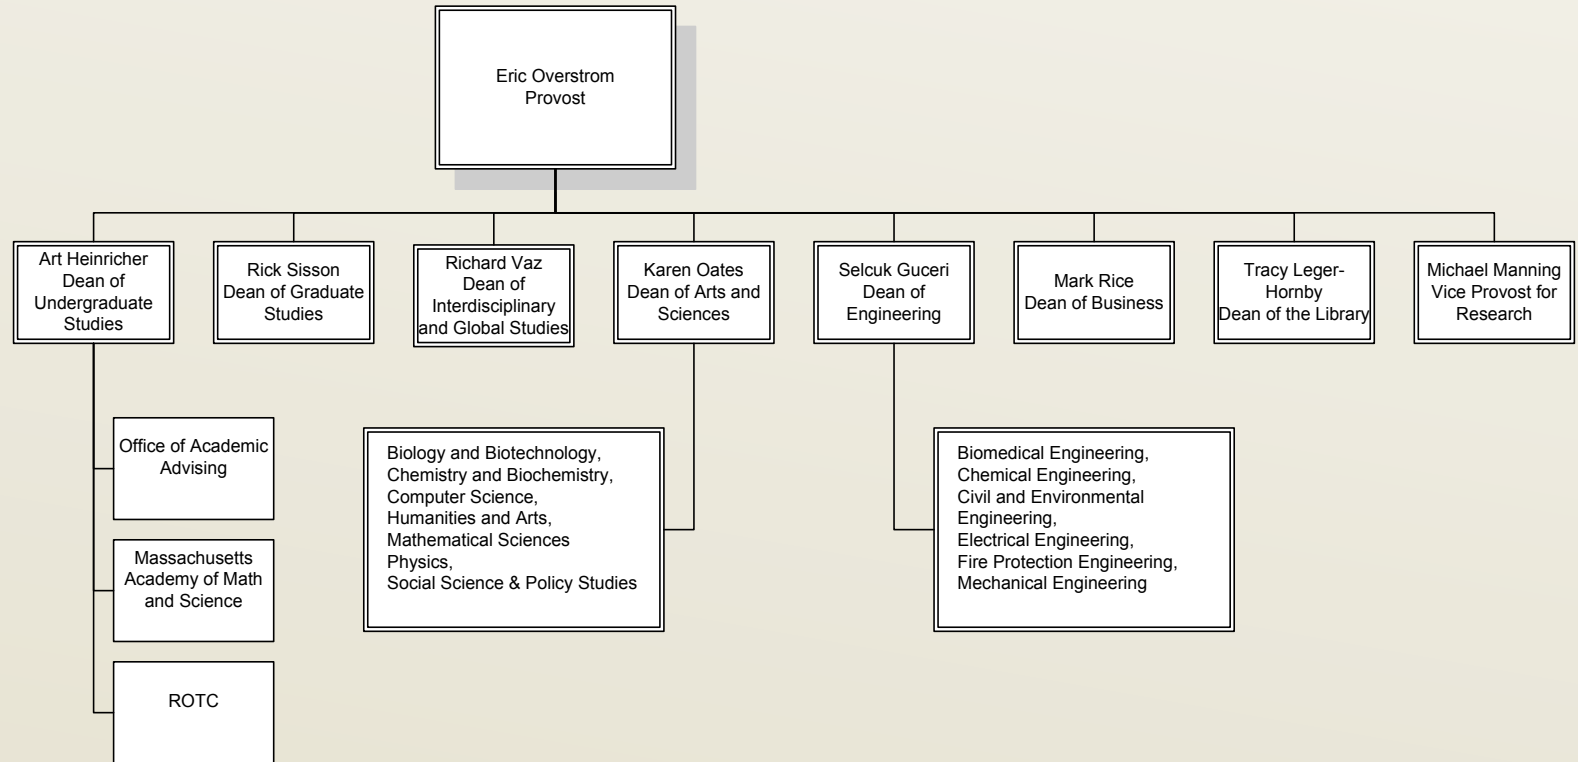 Eric Overstrom
Provost
Art Heinricher
Dean of
Undergraduate
Studies
Rick Sisson
Dean of Graduate
Studies
Richard Vaz
Dean of
Interdisciplinary
and Global Studies
Karen Oates
Dean of Arts and
Sciences
Selcuk Guceri
Dean of
Engineering
Mark Rice
Dean of Business
Tracy Leger-
Hornby
Dean of the Library
Michael Manning
Vice Provost for
Research
Office of Academic
Advising
Massachusetts
Academy of Math
and Science
ROTC
Biology and Biotechnology,
Chemistry and Biochemistry,
Computer Science,
Humanities and Arts,
Mathematical Sciences
Physics,
Social Science & Policy Studies
Biomedical Engineering,
Chemical Engineering,
Civil and Environmental
Engineering,
Electrical Engineering,
Fire Protection Engineering,
Mechanical Engineering